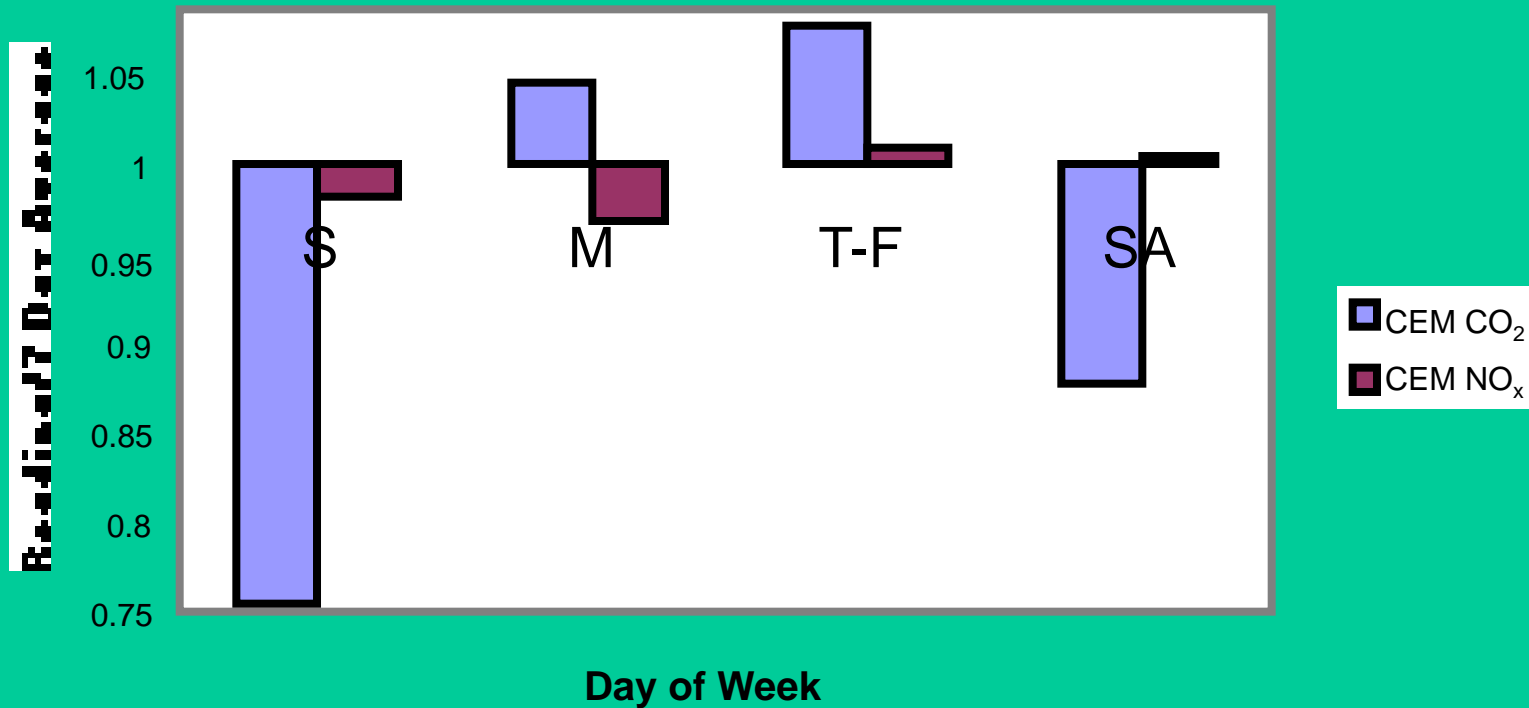 1.05
1
0.95
0.9
0.85
0.8
0.75
S
M
T-F
SA
CEM CO₂
CEM NOₓ
Day of Week